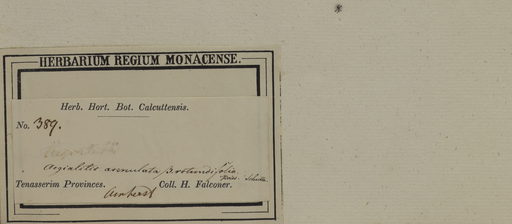 HERBARIUM REGIUM MONACENSE.
Herb. Hort. Bot. Calcuttensis.
No. 389.
Aegialitis annulata β. rotundifolia
Tenasserim Provinces. Coll. H. Falconer.
Amherst